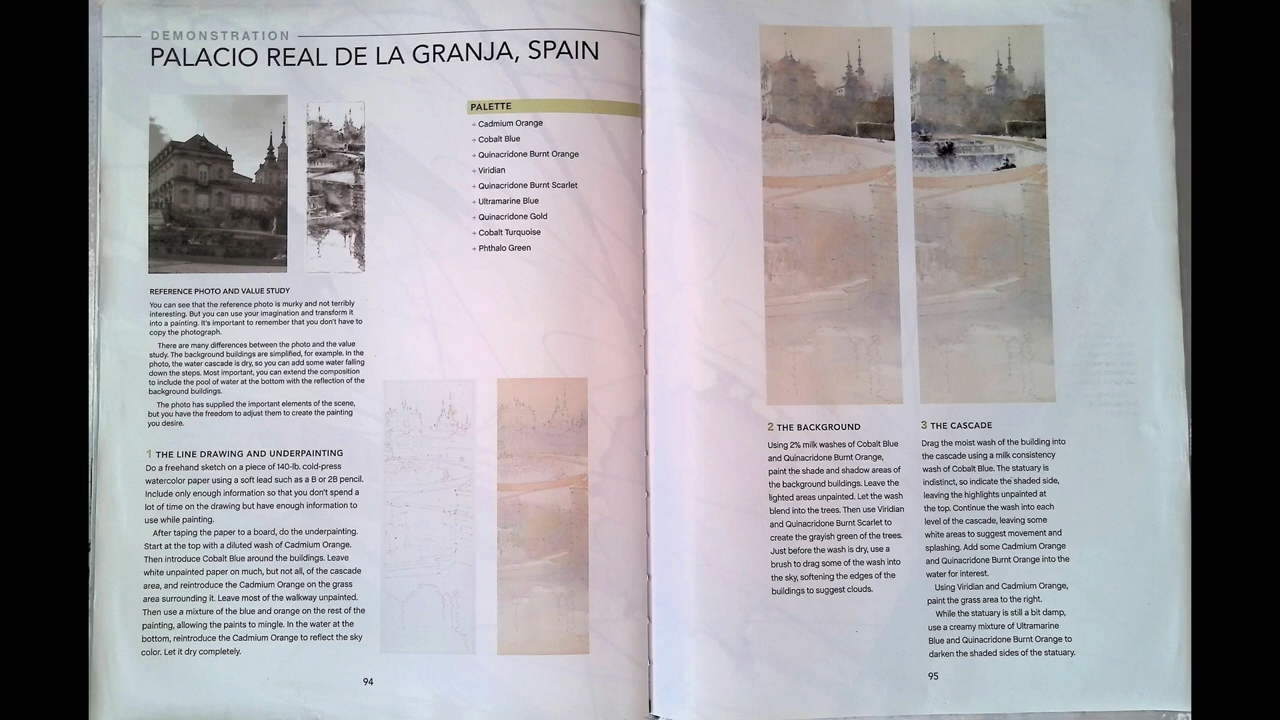 DEMONSTRATION
PALACIO REAL DE LA GRANJA, SPAIN
PALETTE
÷ Cadmium Orange
÷ Cobalt Blue
÷ Quinacridone Burnt Orange
÷ Viridian
÷ Quinacridone Burnt Scarlet
÷ Ultramarine Blue
÷ Quinacridone Gold
÷ Cobalt Turquoise
÷ Phthalo Green
REFERENCE PHOTO AND VALUE STUDY
You can see that the reference photo is murky and not terribly
interesting. But you can use your imagination and transform it
into a painting. It's important to remember that you don't have to
copy the photograph.
There are many differences between the photo and the value
study. The background buildings are simplified, for example. In the
photo, the water cascade is dry, so you can add some water falling
down the steps. Most important, you can extend the composition
to include the pool of water at the bottom with the reflection of the
background buildings.
The photo has supplied the important elements of the scene,
but you have the freedom to adjust them to create the painting
you desire.
1 THE LINE DRAWING AND UNDERPAINTING
Do a freehand sketch on a piece of 140-lb. cold-press
watercolor paper using a soft lead such as a B or 2B pencil.
Include only enough information so that you don't spend a
lot of time on the drawing but have enough information to
use while painting.
After taping the paper to a board, do the underpainting.
Start at the top with a diluted wash of Cadmium Orange.
Then introduce Cobalt Blue around the buildings. Leave
white unpainted paper on much, but not all, of the cascade
area, and reintroduce the Cadmium Orange on the grass
area surrounding it. Leave most of the walkway unpainted.
Then use a mixture of the blue and orange on the rest of the
painting, allowing the paints to mingle. In the water at the
bottom, reintroduce the Cadmium Orange to reflect the sky
color. Let it dry completely.
94
2 THE BACKGROUND
Using 2% milk washes of Cobalt Blue
and Quinacridone Burnt Orange,
paint the shade and shadow areas of
the background buildings. Leave the
lighted areas unpainted. Let the wash
blend into the trees. Then use Viridian
and Quinacridone Burnt Scarlet to
create the grayish green of the trees.
Just before the wash is dry, use a
brush to drag some of the wash into
the sky, softening the edges of the
buildings to suggest clouds.
3 THE CASCADE
Drag the moist wash of the building into
the cascade using a milk consistency
wash of Cobalt Blue. The statuary is
indistinct, so indicate the shaded side,
leaving the highlights unpainted at
the top. Continue the wash into each
level of the cascade, leaving some
white areas to suggest movement and
splashing. Add some Cadmium Orange
and Quinacridone Burnt Orange into the
water for interest.
Using Viridian and Cadmium Orange,
paint the grass area to the right.
While the statuary is still a bit damp,
use a creamy mixture of Ultramarine
Blue and Quinacridone Burnt Orange to
darken the shaded sides of the statuary.
95